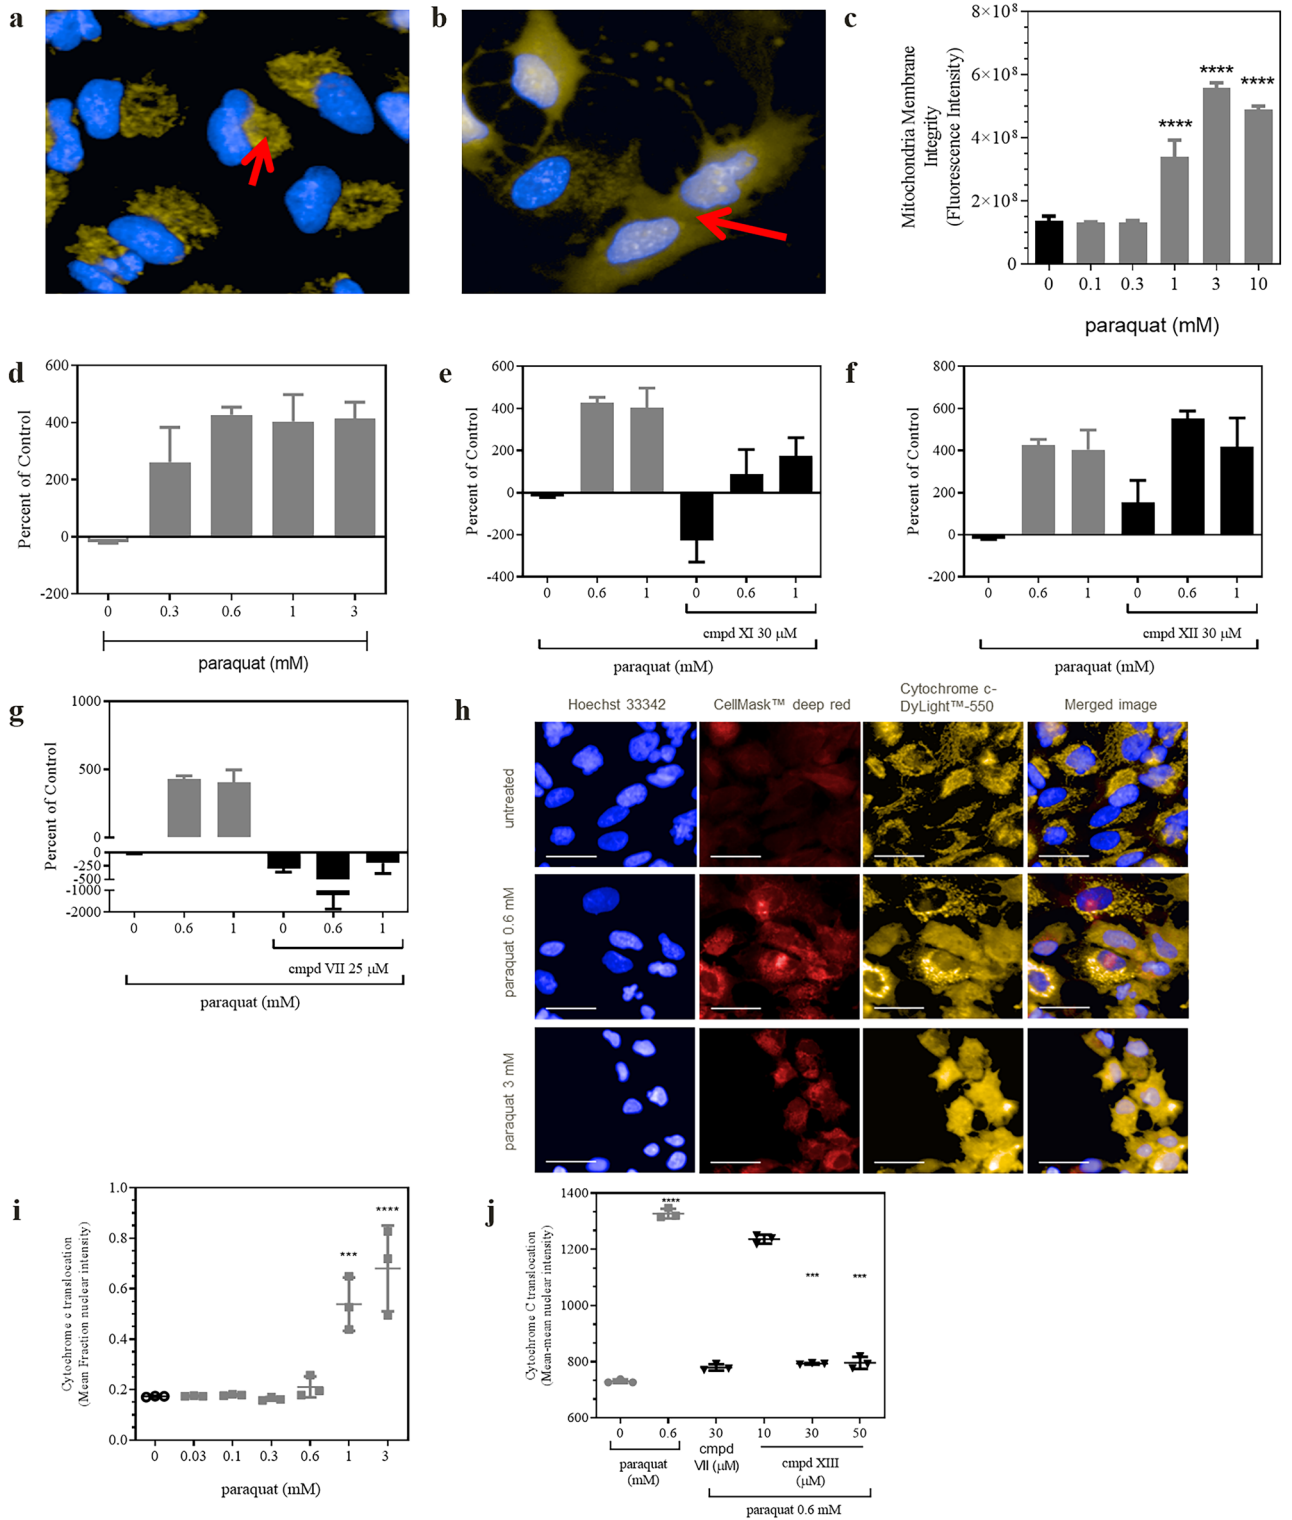 a
b
c
8×10⁸
6×10⁸
4×10⁸
2×10⁸
0
Mitochondria Membrane
Integrity
(Fluorescence Intensity)
****
****
****
0 0.1 0.3 1 3 10
paraquat (mM)
d
600
400
200
0
-200
Percent of Control
0 0.3 0.6 1 3
paraquat (mM)
e
600
400
200
0
-200
-400
Percent of Control
0 0.6 1 0 0.6 1
cmpd XI 30 µM
paraquat (mM)
f
800
600
400
200
0
-200
Percent of Control
0 0.6 1 0 0.6 1
cmpd XII 30 µM
paraquat (mM)
g
1000
500
0
0
-250
-500
-1000
-2000
Percent of Control
0 0.6 1 0 0.6 1
cmpd VII 25 µM
paraquat (mM)
h
Hoechst 33342
CellMask™ deep red
Cytochrome c-
DyLight™-550
Merged image
untreated
paraquat 0.6 mM
paraquat 3 mM
i
1.0
0.8
0.6
0.4
0.2
0.0
Cytochrome c translocation
(Mean Fraction nuclear intensity)
***
****
0 0.03 0.1 0.3 0.6 1 3
paraquat (mM)
j
1400
1200
1000
800
600
Cytochrome C translocation
(Mean-mean nuclear intensity)
****
***
***
0 0.6 30 10 30 50
paraquat
(mM)
cmpd
VII (µM)
cmpd XIII
(µM)
paraquat 0.6 mM